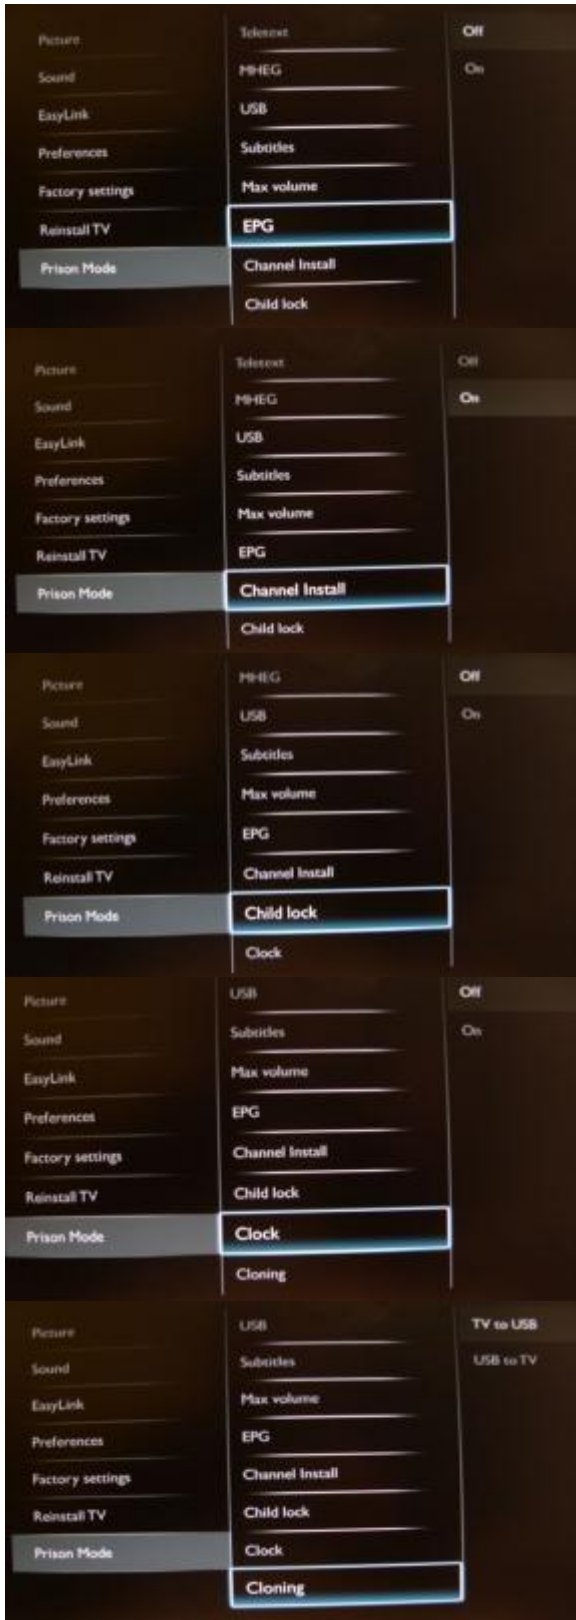 Picture
Sound
EasyLink
Preferences
Factory settings
Reinstall TV
Prison Mode
Teletext
MHEG
USB
Subtitles
Max volume
EPG
Channel Install
Child lock
Off
On
Picture
Sound
EasyLink
Preferences
Factory settings
Reinstall TV
Prison Mode
Teletext
MHEG
USB
Subtitles
Max volume
EPG
Channel Install
Child lock
Off
On
Picture
Sound
EasyLink
Preferences
Factory settings
Reinstall TV
Prison Mode
MHEG
USB
Subtitles
Max volume
EPG
Channel Install
Child lock
Clock
Off
On
Picture
Sound
EasyLink
Preferences
Factory settings
Reinstall TV
Prison Mode
USB
Subtitles
Max volume
EPG
Channel Install
Child lock
Clock
Cloning
Off
On
Picture
Sound
EasyLink
Preferences
Factory settings
Reinstall TV
Prison Mode
USB
Subtitles
Max volume
EPG
Channel Install
Child lock
Clock
Cloning
TV to USB
USB to TV